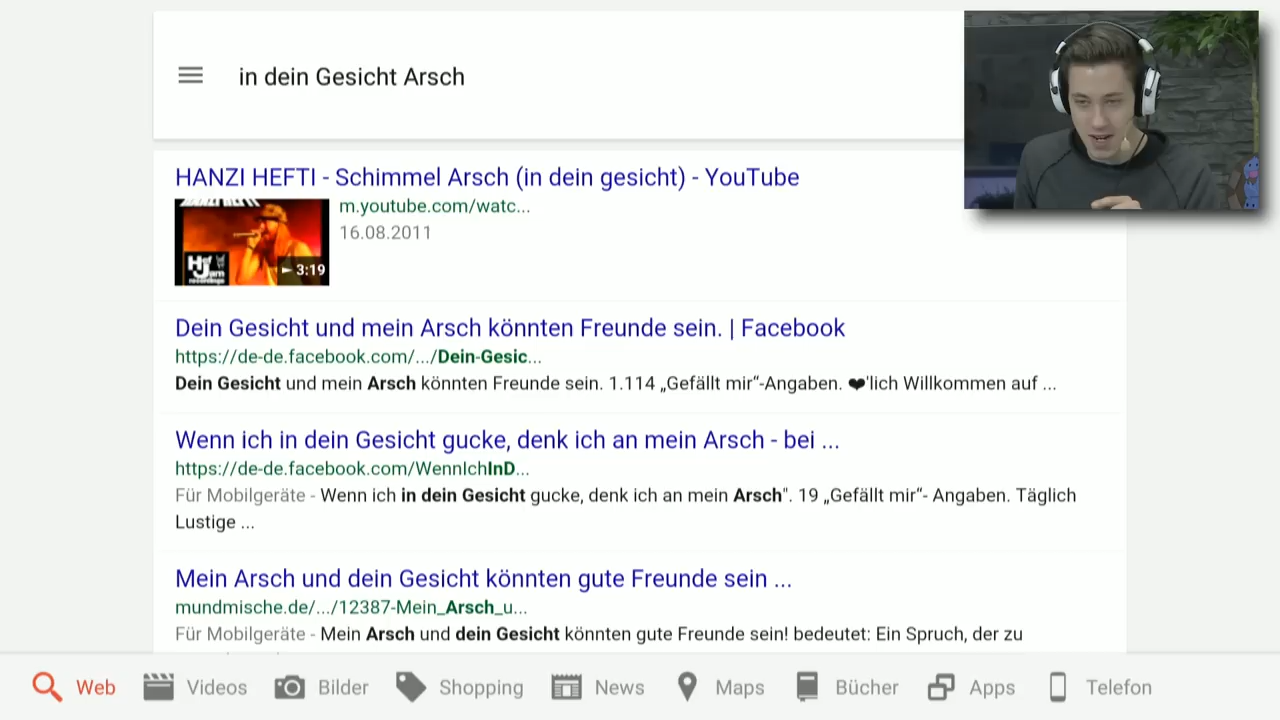 in dein Gesicht Arsch
HANZI HEFTI - Schimmel Arsch (in dein gesicht) - YouTube
m.youtube.com/watc...
16.08.2011
HANZI HEFTI
Jam
recordings
3:19
Dein Gesicht und mein Arsch könnten Freunde sein. | Facebook
https://de-de.facebook.com/.../Dein-Gesic...
Dein Gesicht und mein Arsch könnten Freunde sein. 1.114 „Gefällt mir“-Angaben. ❤'lich Willkommen auf ...
Wenn ich in dein Gesicht gucke, denk ich an mein Arsch - bei ...
https://de-de.facebook.com/WennIchInD...
Für Mobilgeräte - Wenn ich in dein Gesicht gucke, denk ich an mein Arsch". 19 „Gefällt mir“- Angaben. Täglich
Lustige ...
Mein Arsch und dein Gesicht könnten gute Freunde sein ...
mundmische.de/.../12387-Mein_Arsch_u...
Für Mobilgeräte - Mein Arsch und dein Gesicht könnten gute Freunde sein! bedeutet: Ein Spruch, der zu
Web Videos Bilder Shopping News Maps Bücher Apps Telefon